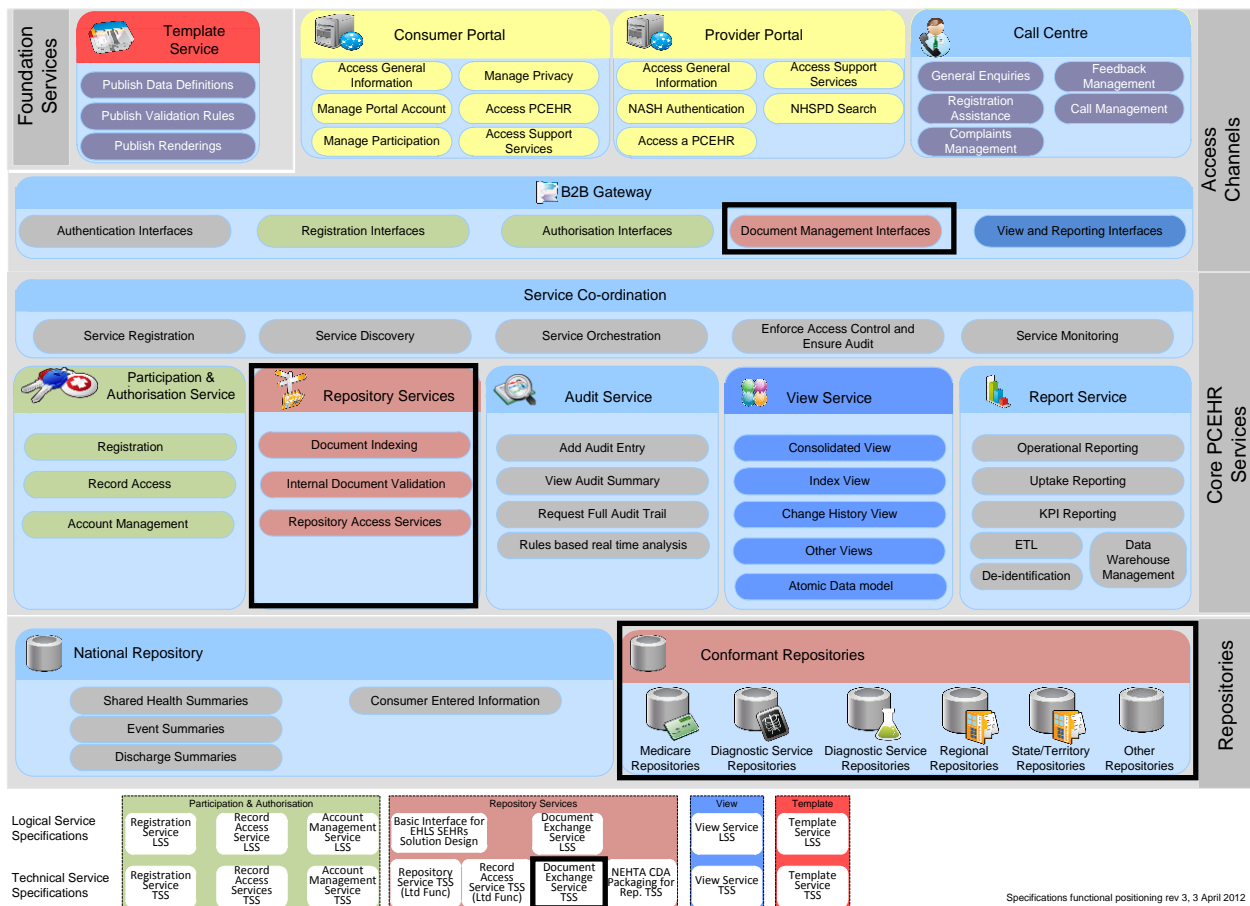 Foundation
Services
Template
Service
Publish Data Definitions
Publish Validation Rules
Publish Renderings
Consumer Portal
Access General
Information
Manage Privacy
Manage Portal Account
Access PCEHR
Manage Participation
Access Support
Services
Provider Portal
Access General
Information
Access Support
Services
NASH Authentication
NHSPD Search
Access a PCEHR
Call Centre
General Enquiries
Feedback
Management
Registration
Assistance
Call Management
Complaints
Management
Access
Channels
B2B Gateway
Authentication Interfaces
Registration Interfaces
Authorisation Interfaces
Document Management Interfaces
View and Reporting Interfaces
Service Co-ordination
Service Registration
Service Discovery
Service Orchestration
Enforce Access Control and
Ensure Audit
Service Monitoring
Participation &
Authorisation Service
Registration
Record Access
Account Management
Repository Services
Document Indexing
Internal Document Validation
Repository Access Services
Audit Service
Add Audit Entry
View Audit Summary
Request Full Audit Trail
Rules based real time analysis
View Service
Consolidated View
Index View
Change History View
Other Views
Atomic Data model
Report Service
Operational Reporting
Uptake Reporting
KPI Reporting
ETL
De-identification
Data
Warehouse
Management
Core PCEHR
Services
National Repository
Shared Health Summaries
Consumer Entered Information
Event Summaries
Discharge Summaries
Conformant Repositories
Medicare
Repositories
Diagnostic Service
Repositories
Diagnostic Service
Repositories
Regional
Repositories
State/Territory
Repositories
Other
Repositories
Repositories
Logical Service
Specifications
Technical Service
Specifications
Participation & Authorisation
Registration
Service
LSS
Record
Access
Service
LSS
Account
Management
Service
LSS
Registration
Service
TSS
Record
Access
Services
TSS
Account
Management
Service
TSS
Repository Services
Basic Interface for
EHLS SEHRs
Solution Design
Document
Exchange
Service
LSS
Repository
Service TSS
(Ltd Func)
Record
Access
Service TSS
(Ltd Func)
Document
Exchange
Service
TSS
NEHTA CDA
Packaging for
Rep. TSS
View
View Service
LSS
View Service
TSS
Template
Template
Service
LSS
Template
Service
TSS
Specifications functional positioning rev 3, 3 April 2012